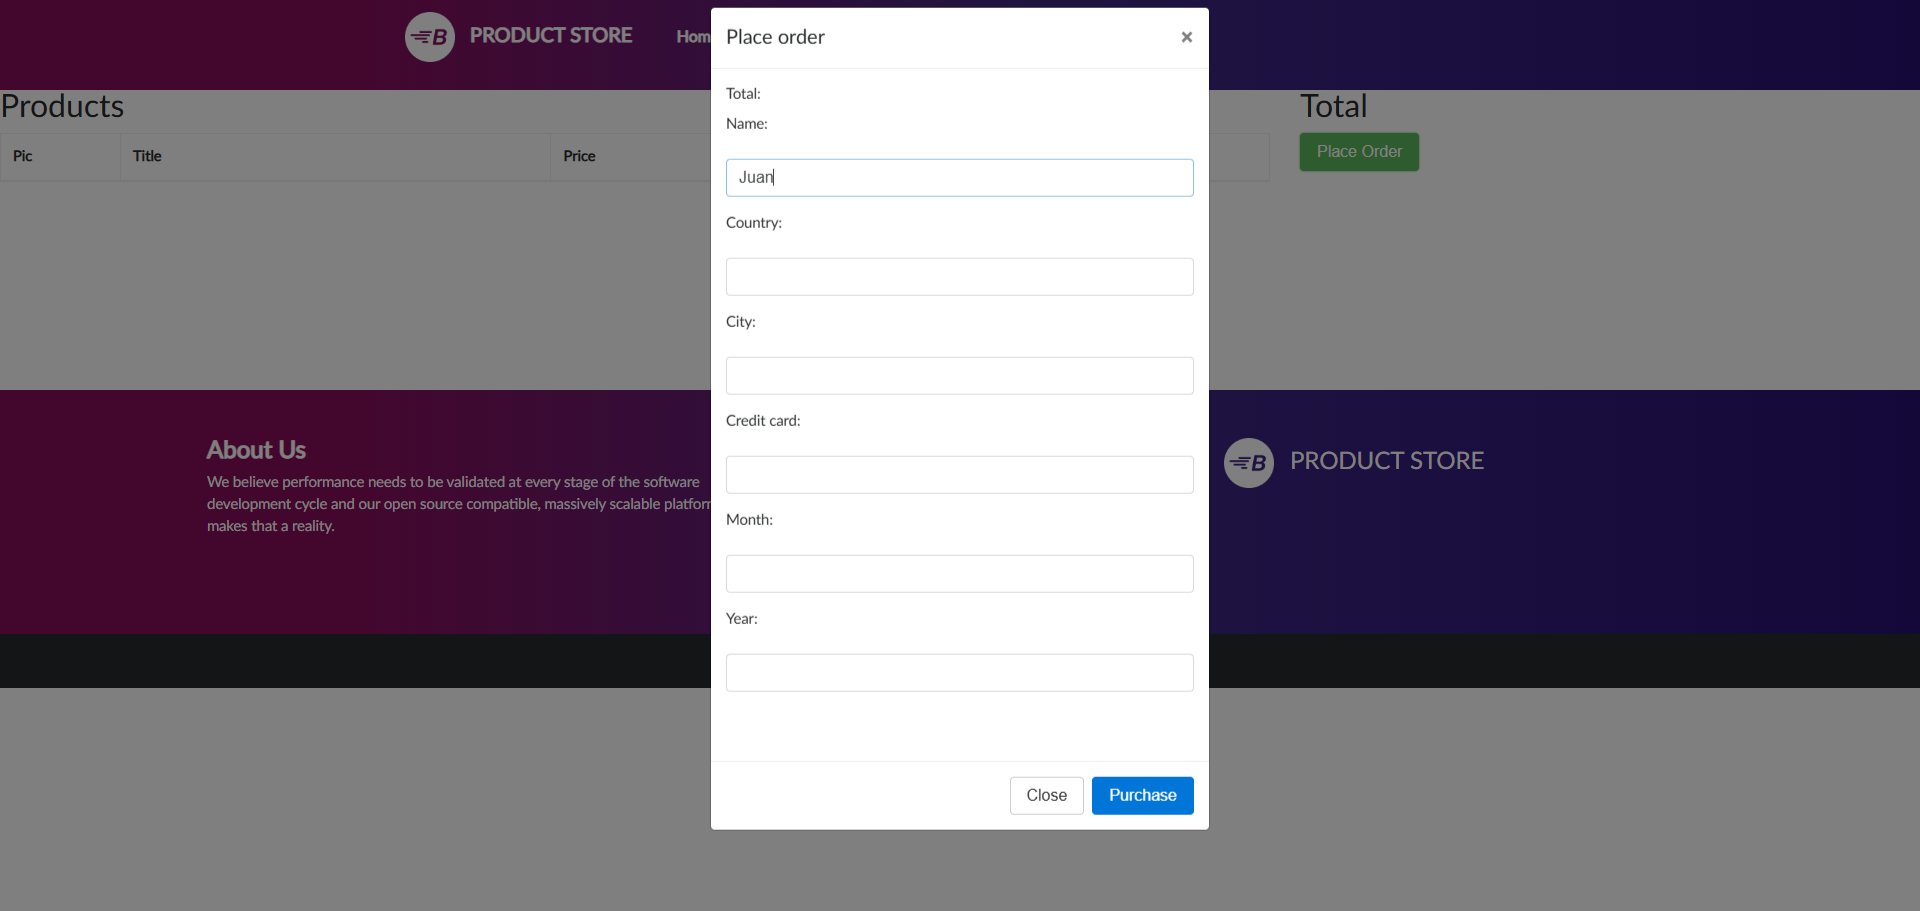 PRODUCT STORE
Hom
Place order
×
Products
Pic
Title
Price
Total
Place Order
Total:
Name:
Juan
Country:
City:
Credit card:
Month:
Year:
Close
Purchase
About Us
We believe performance needs to be validated at every stage of the software
development cycle and our open source compatible, massively scalable platform
makes that a reality.
B
PRODUCT STORE